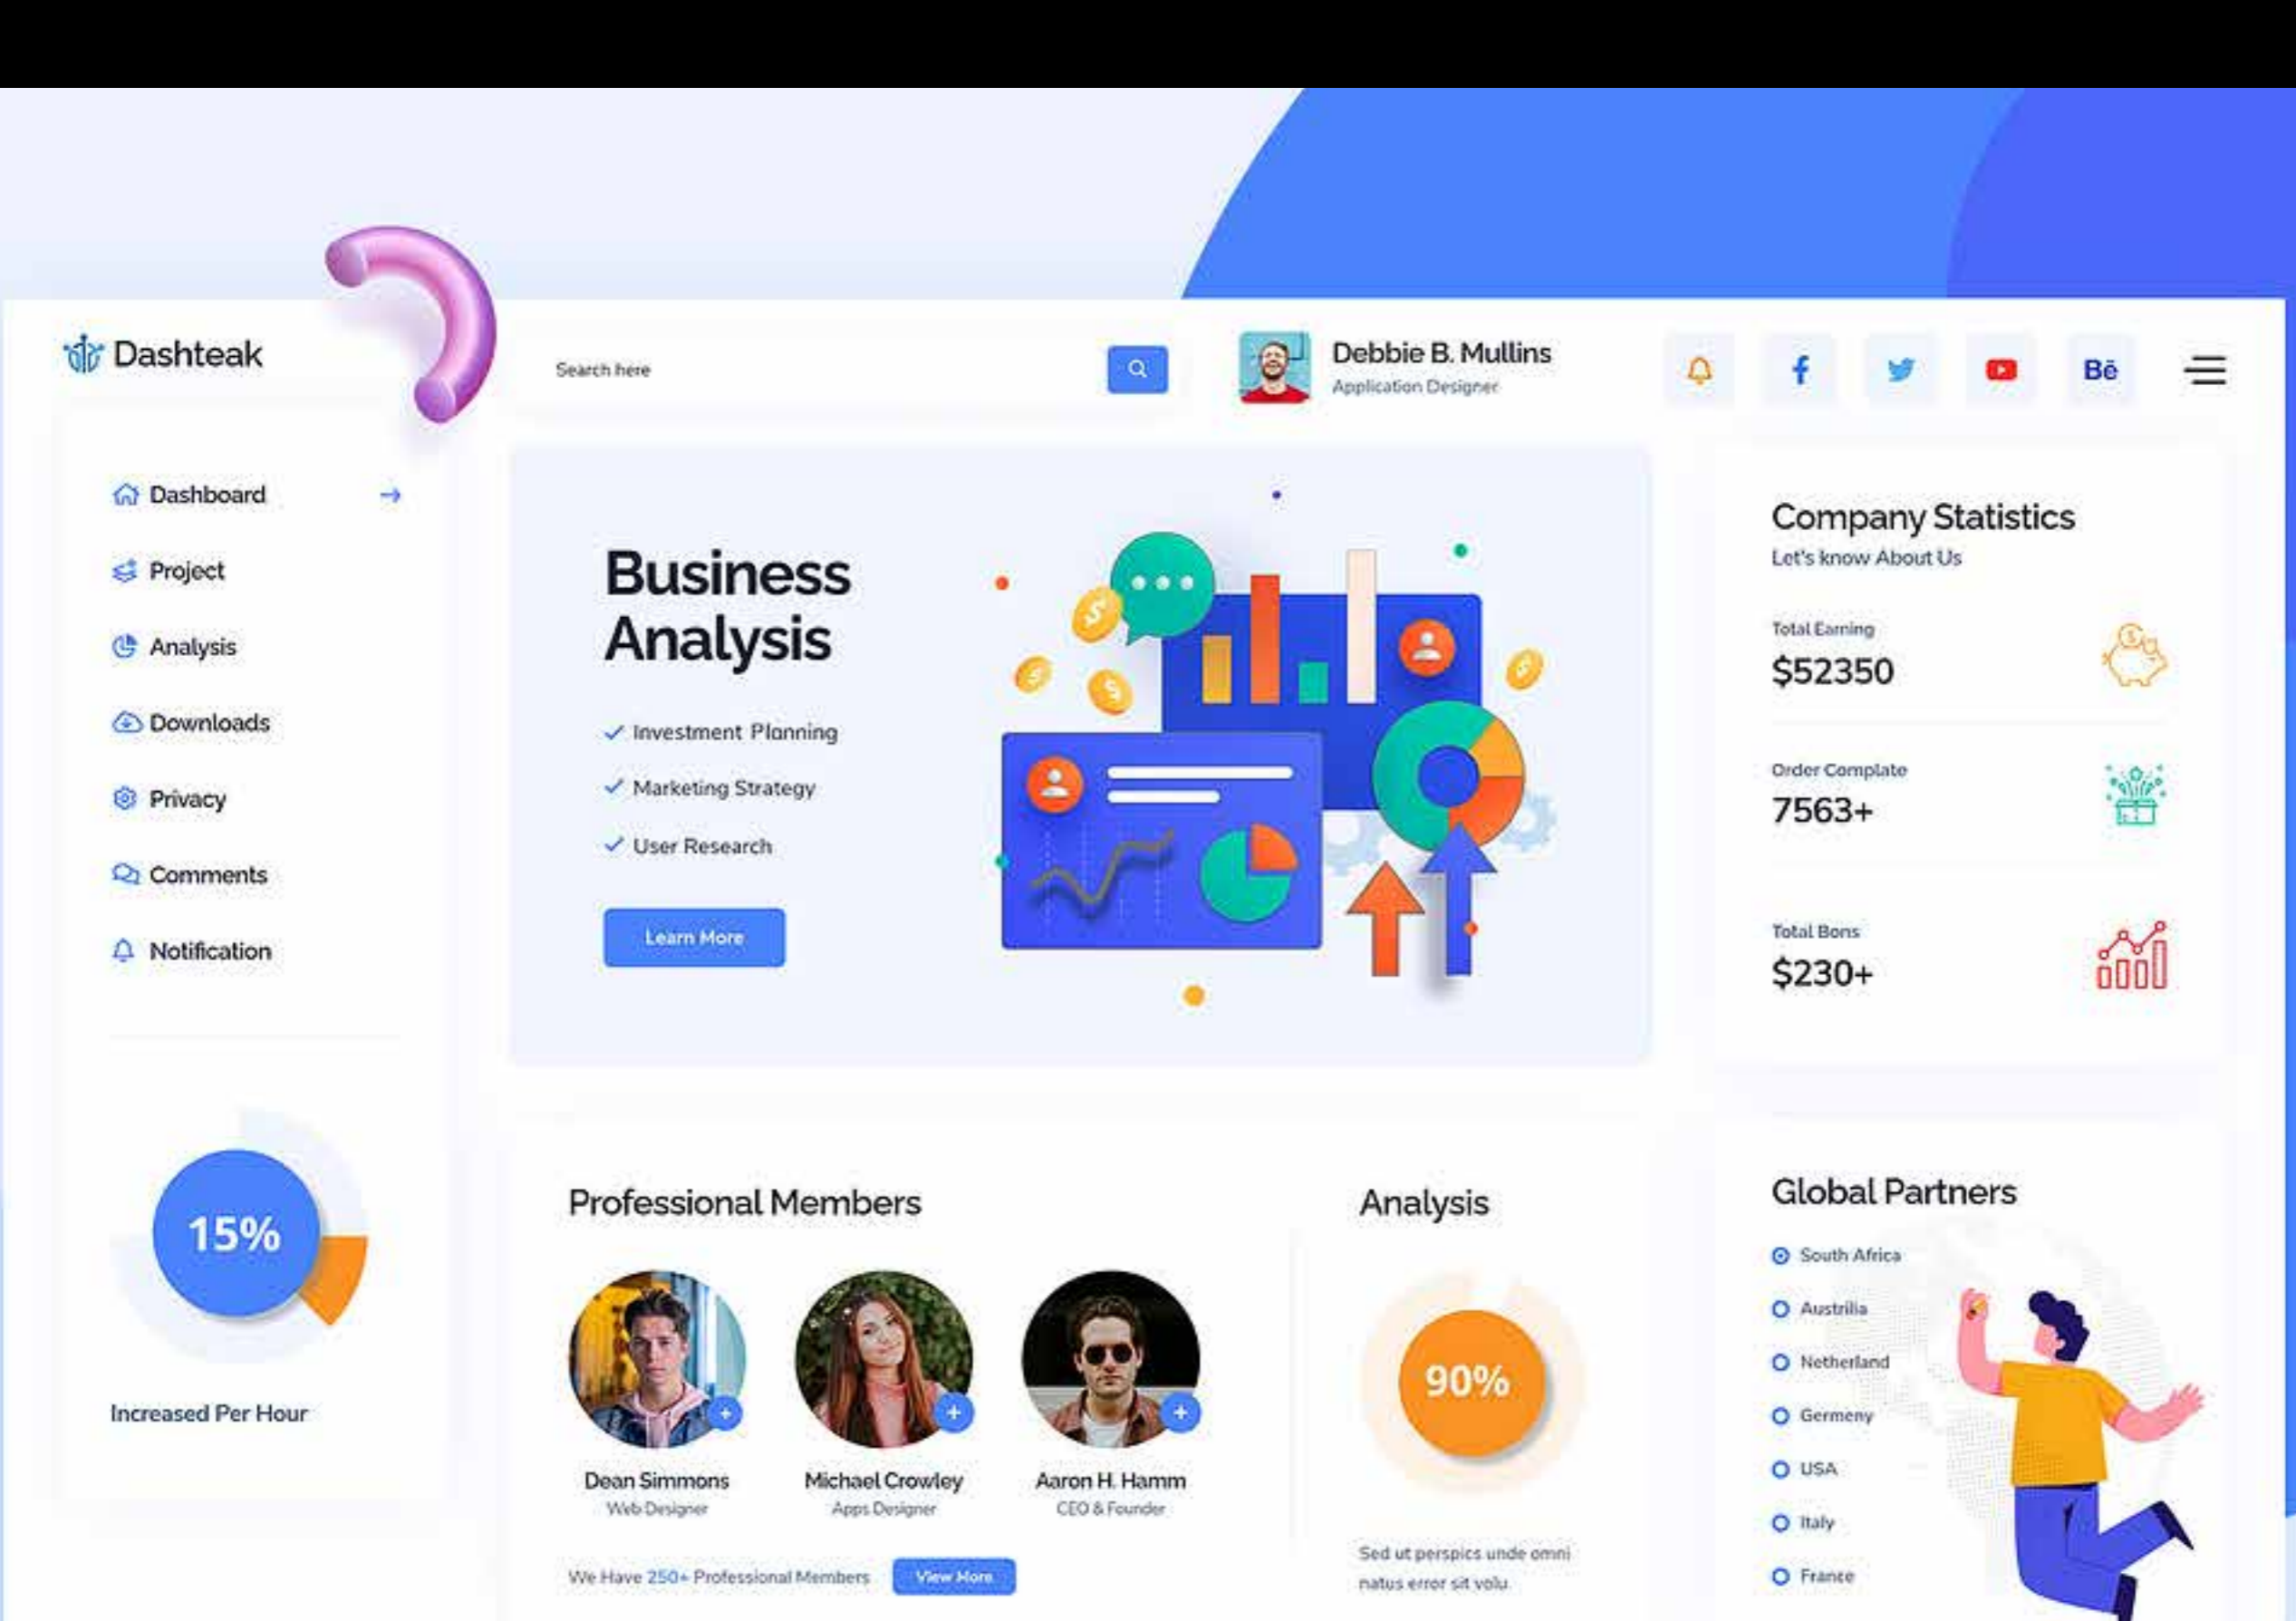 Dashteak
Search here
Debbie B. Mullins
Application Designer
Bē
Dashboard
Project
Analysis
Downloads
Privacy
Comments
Notification
15%
Increased Per Hour
Business
Analysis
Investment Planning
Marketing Strategy
User Research
Learn More
Company Statistics
Let's know About Us
Total Earning
$52350
Order Complate
7563+
Total Bons
$230+
Professional Members
Dean Simmons
Web Designer
Michael Crowley
Apps Designer
Aaron H. Hamm
CEO & Founder
We Have 250+ Professional Members
View More
Analysis
90%
Sed ut perspics unde omni
natus error sit volu
Global Partners
South Africa
Austrilia
Netherland
Germeny
USA
Italy
France